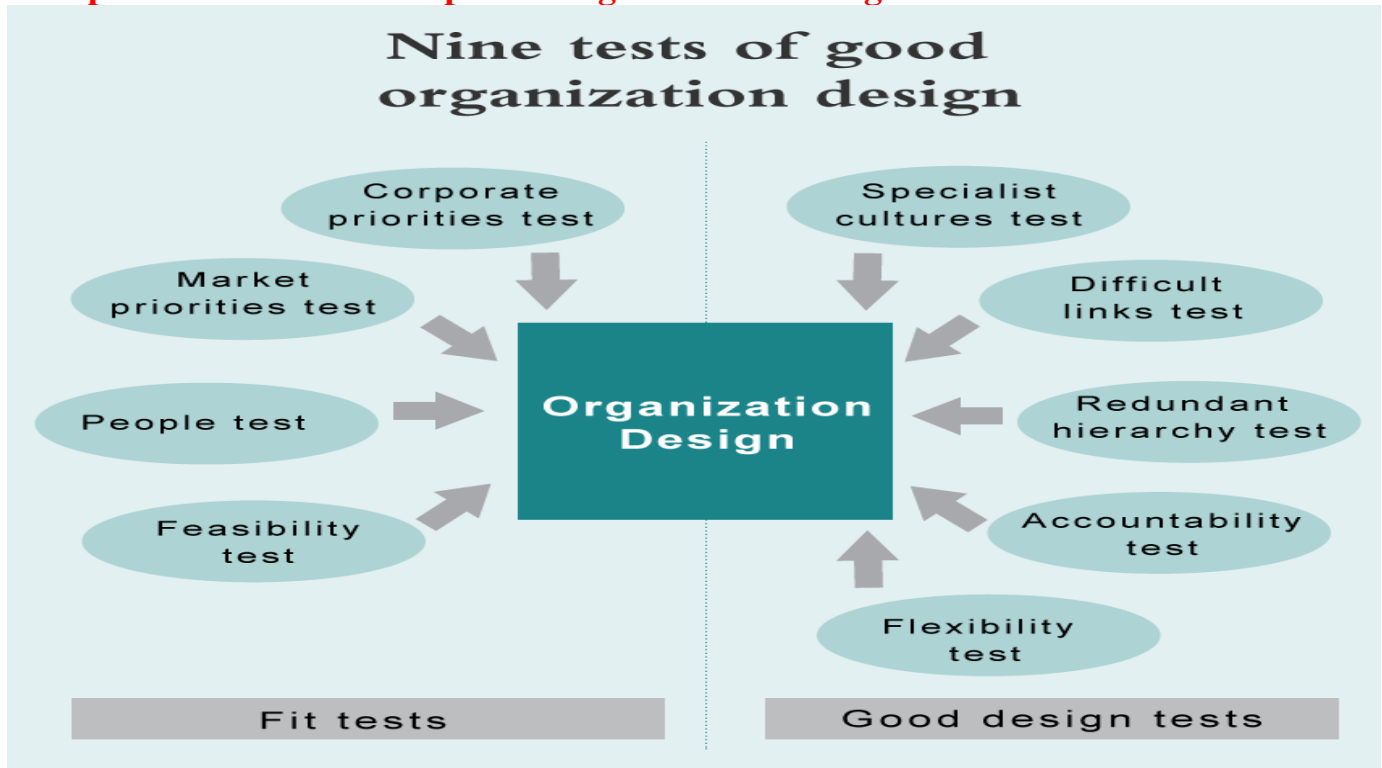 Nine tests of good
organization design
Corporate
priorities test
Market
priorities test
People test
Feasibility
test
Organization
Design
Specialist
cultures test
Difficult
links test
Redundant
hierarchy test
Accountability
test
Flexibility
test
Fit tests
Good design tests